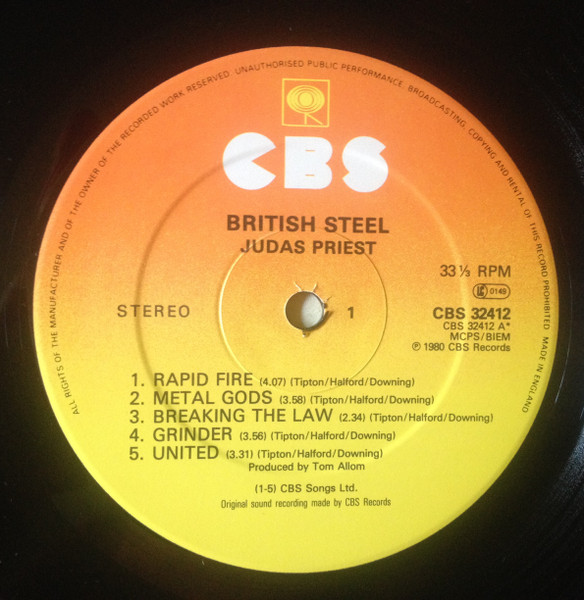 ALL RIGHTS OF THE MANUFACTURER AND OF THE OWNER OF THE RECORDED WORK RESERVED. UNAUTHORISED PUBLIC PERFORMANCE, BROADCASTING, COPYING AND RENTAL OF THIS RECORD PROHIBITED. MADE IN ENGLAND
CBS
BRITISH STEEL
JUDAS PRIEST
33⅓ RPM
LC 0149
STEREO
1
CBS 32412
CBS 32412 A*
MCPS/BIEM
℗ 1980 CBS Records
1. RAPID FIRE (4.07) (Tipton/Halford/Downing)
2. METAL GODS (3.58) (Tipton/Halford/Downing)
3. BREAKING THE LAW (2.34) (Tipton/Halford/Downing)
4. GRINDER (3.56) (Tipton/Halford/Downing)
5. UNITED (3.31) (Tipton/Halford/Downing)
Produced by Tom Allom
(1-5) CBS Songs Ltd.
Original sound recording made by CBS Records